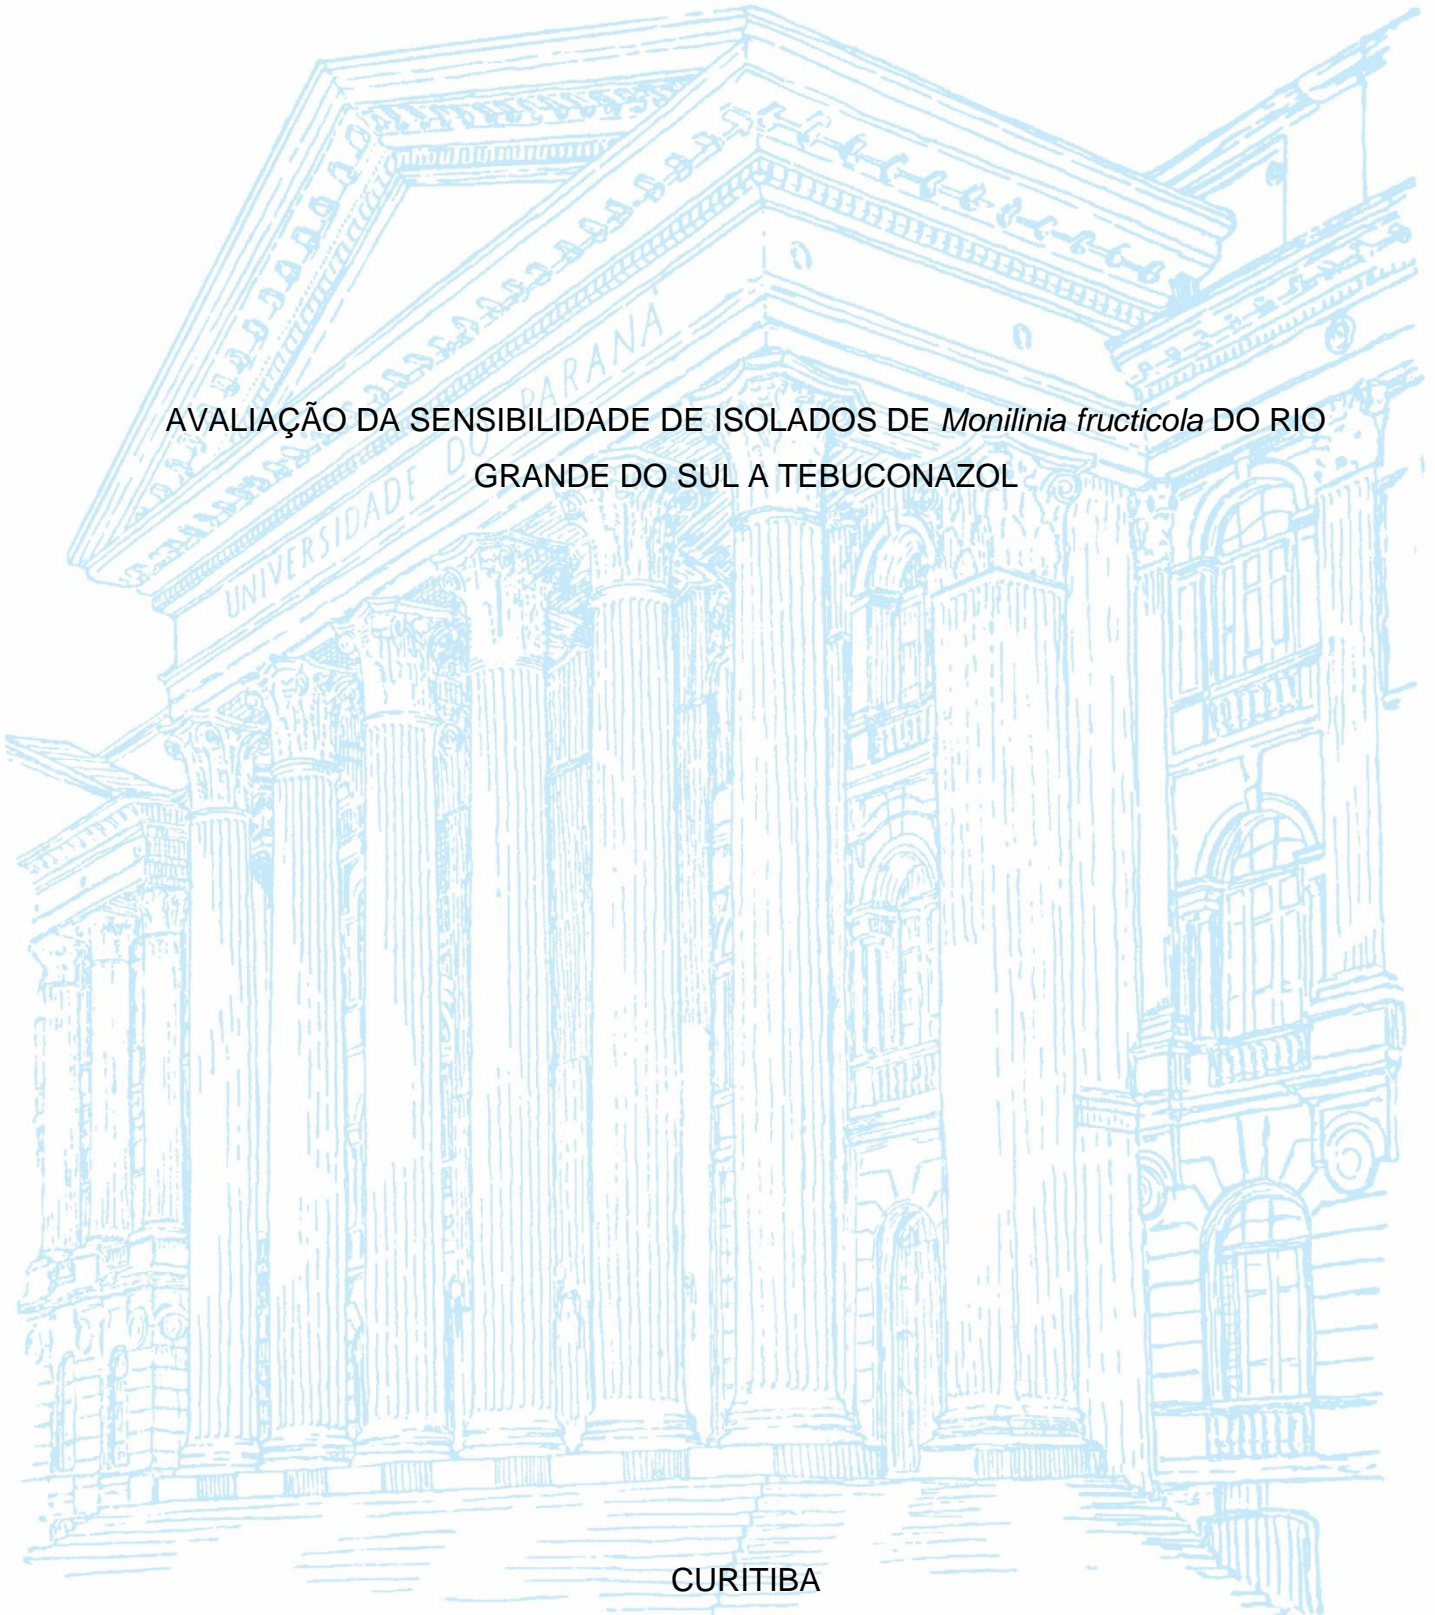 UNIVERSIDADE DO PARANÁ
AVALIAÇÃO DA SENSIBILIDADE DE ISOLADOS DE Monilinia fructicola DO RIO
GRANDE DO SUL A TEBUCONAZOL
CURITIBA